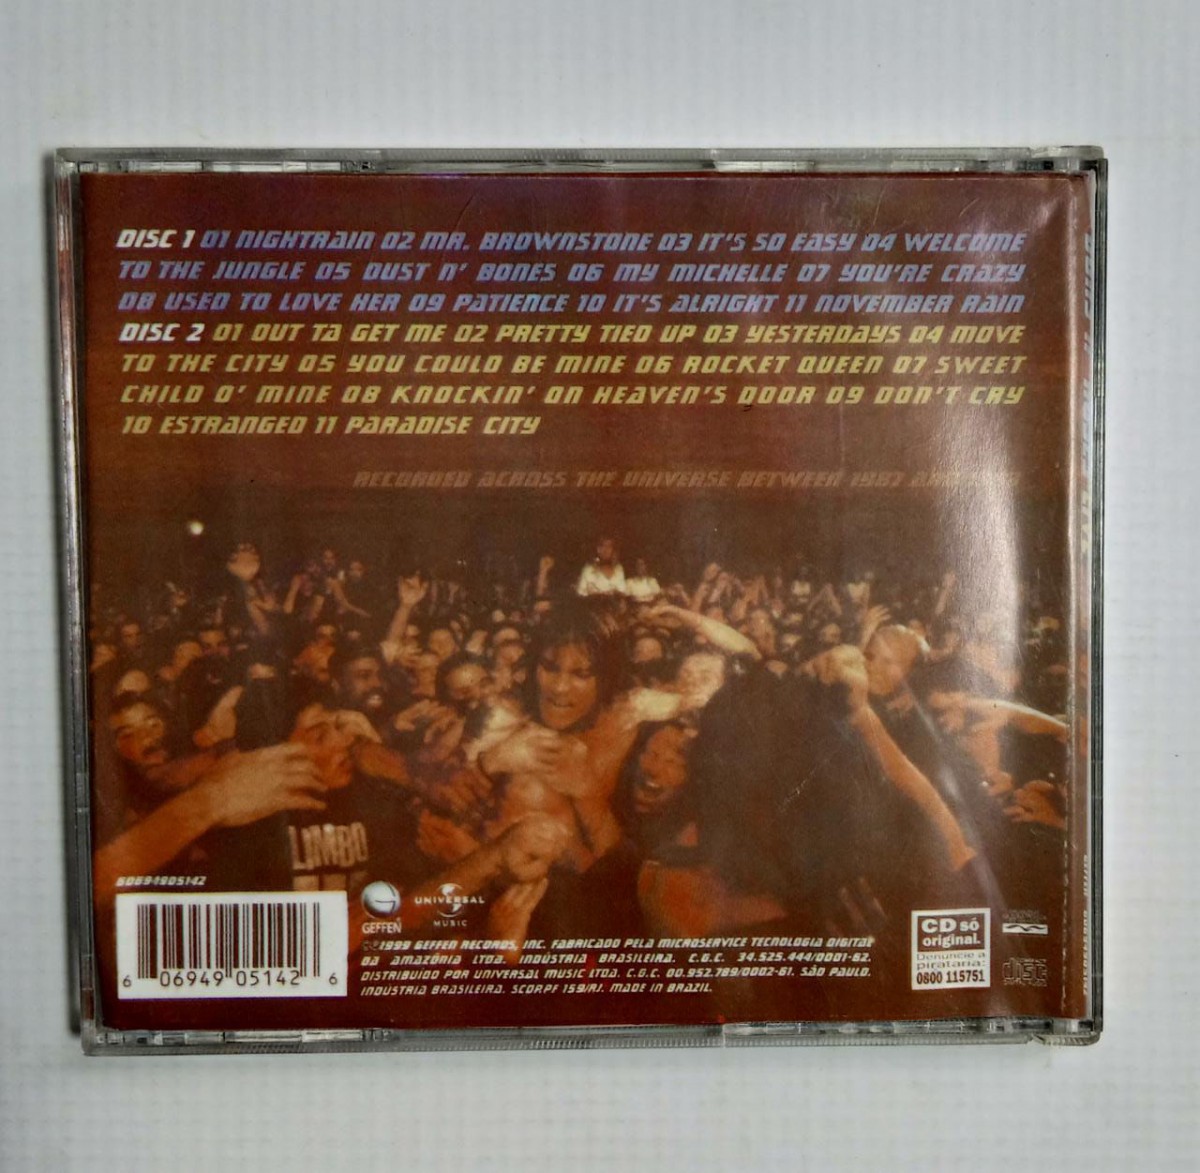 DISC 1 01 NIGHTRAIN 02 MR. BROWNSTONE 03 IT'S SO EASY 04 WELCOME
TO THE JUNGLE 05 DUST N' BONES 06 MY MICHELLE 07 YOU'RE CRAZY
08 USED TO LOVE HER 09 PATIENCE 10 IT'S ALRIGHT 11 NOVEMBER RAIN
DISC 2 01 OUT TA GET ME 02 PRETTY TIED UP 03 YESTERDAYS 04 MOVE
TO THE CITY 05 YOU COULD BE MINE 06 ROCKET QUEEN 07 SWEET
CHILD O' MINE 08 KNOCKIN' ON HEAVEN'S DOOR 09 DON'T CRY
10 ESTRANGED 11 PARADISE CITY
RECORDED ACROSS THE UNIVERSE BETWEEN 1987
LIMBO
60694905142
6 06949 05142 6
GEFFEN
UNIVERSAL
MUSIC
℗©1999 GEFFEN RECORDS, INC. FABRICADO PELA MICROSERVICE TECNOLOGIA DIGITAL
DA AMAZÔNIA LTDA. INDÚSTRIA BRASILEIRA. C.G.C. 34.525.444/0001-62.
DISTRIBUÍDO POR UNIVERSAL MUSIC LTDA. C.G.C. 00.952.789/0002-61. SÃO PAULO.
INDÚSTRIA BRASILEIRA. SCDRPF 159/RJ. MADE IN BRAZIL.
CD só
original.
Denuncie a
pirataria:
0800 115751
disc